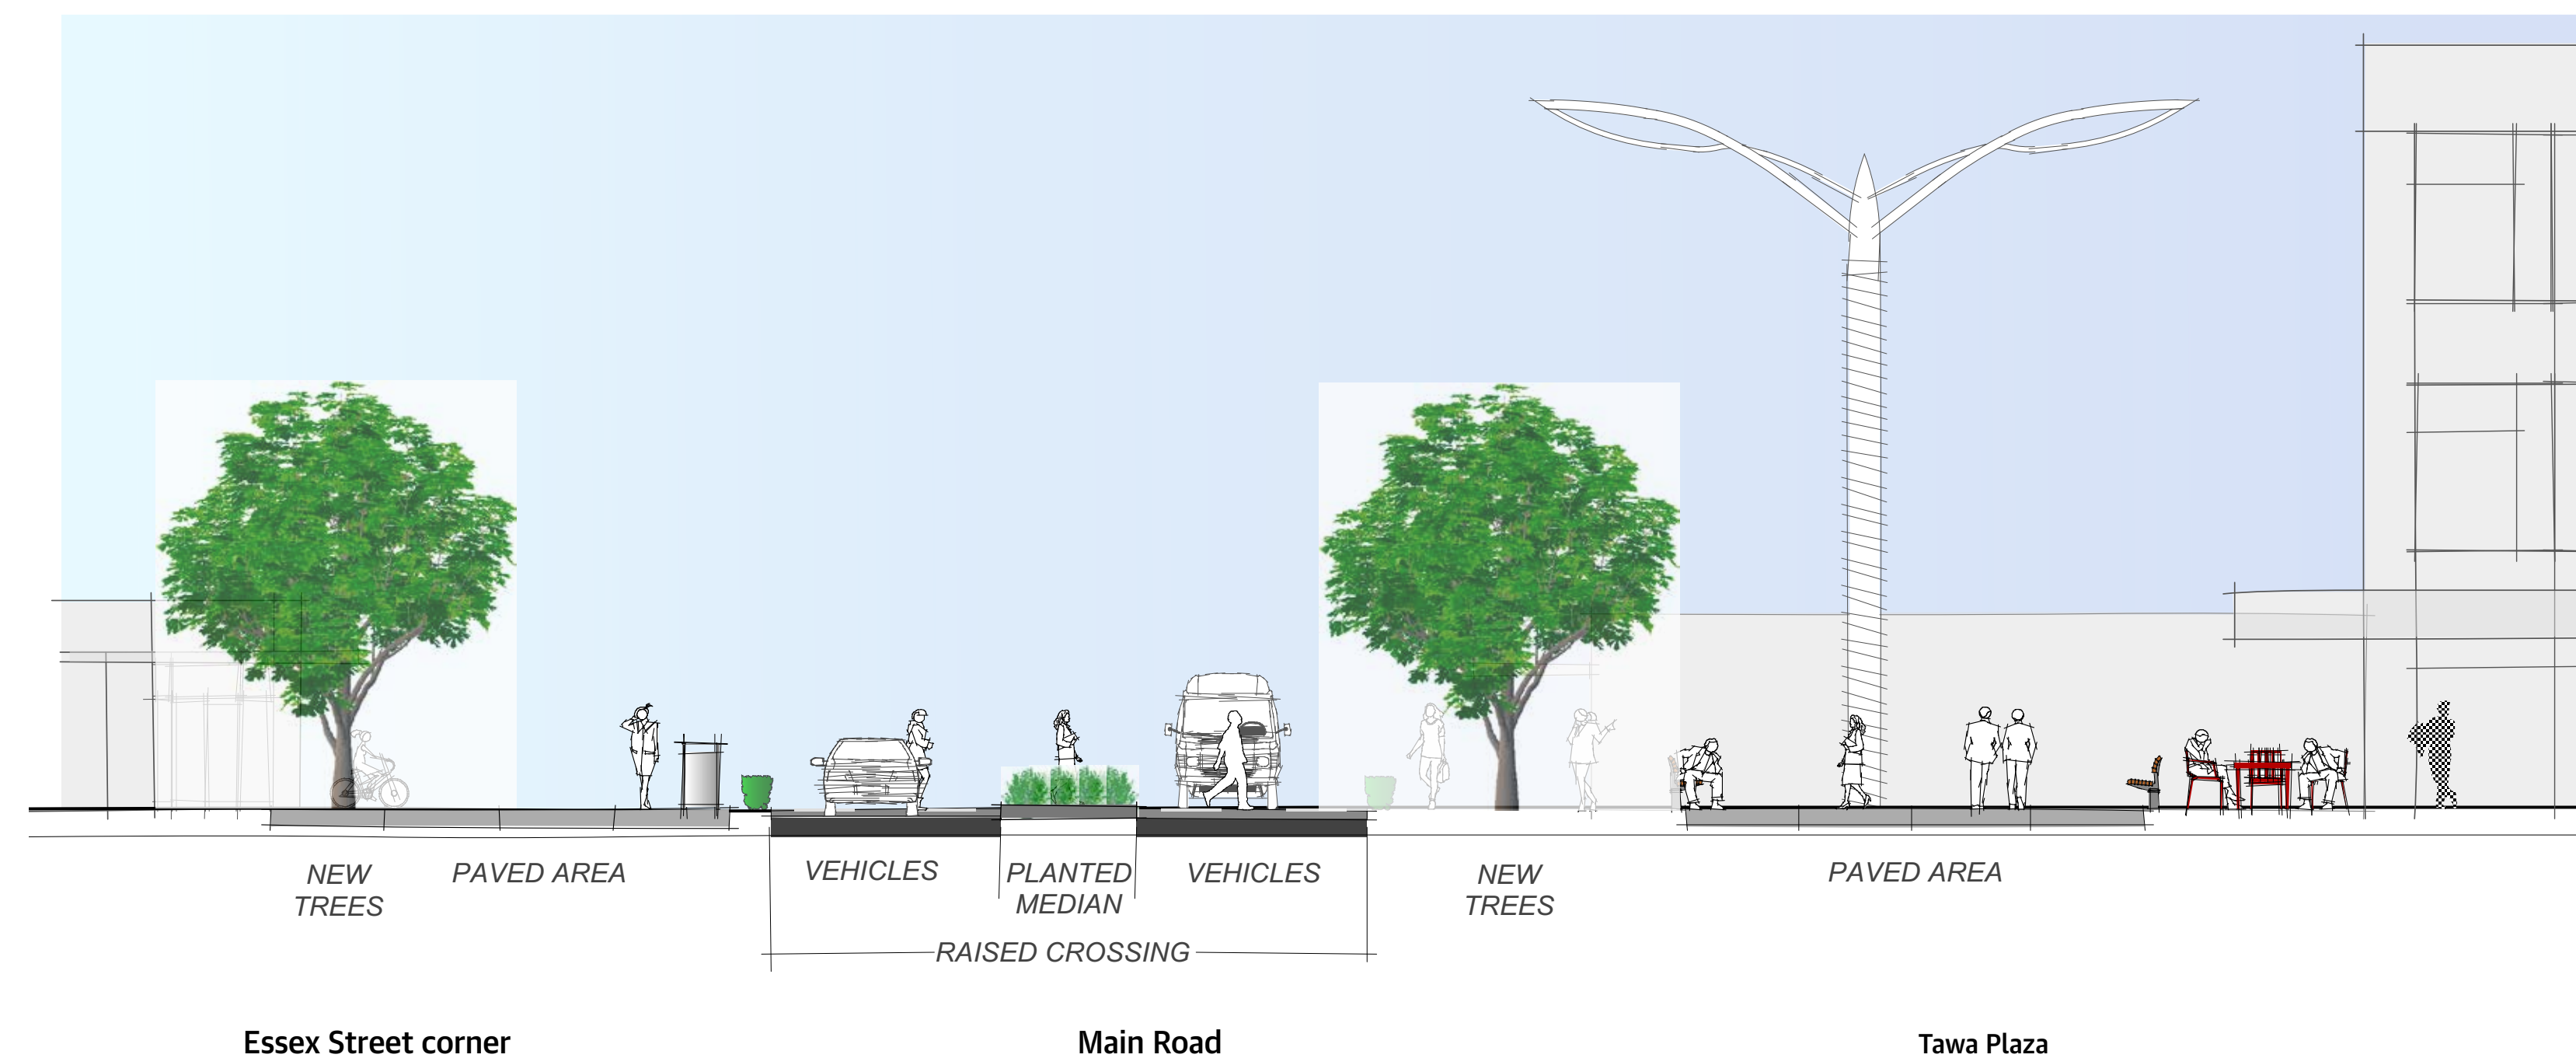 NEW
TREES
PAVED AREA
VEHICLES
PLANTED
MEDIAN
VEHICLES
NEW
TREES
PAVED AREA
RAISED CROSSING
Essex Street corner
Main Road
Tawa Plaza